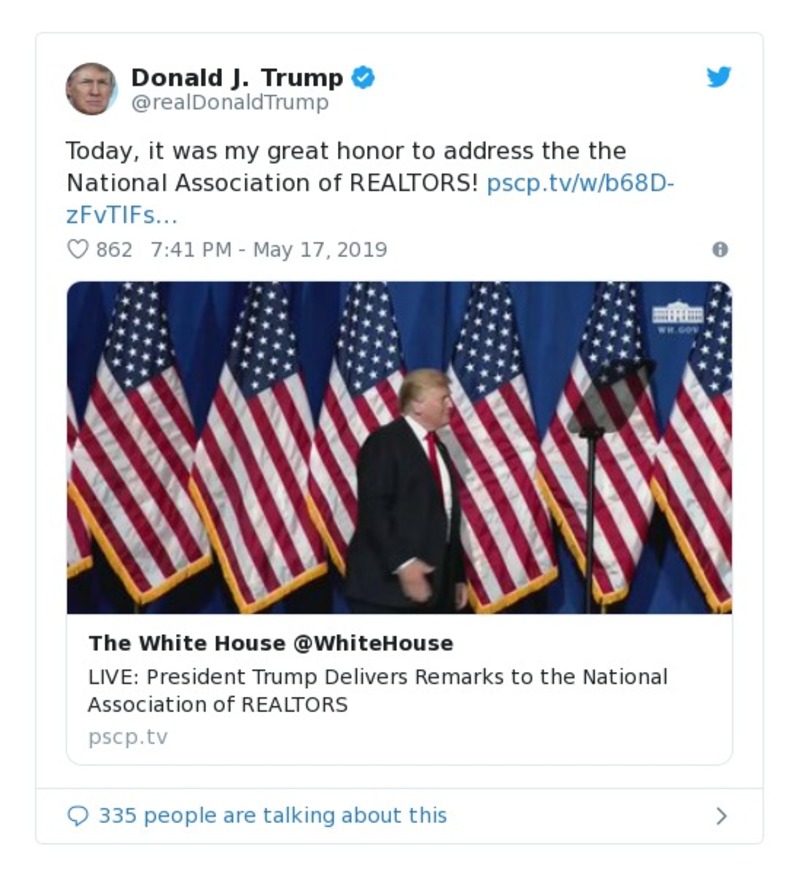 Donald J. Trump
@realDonaldTrump
Today, it was my great honor to address the the
National Association of REALTORS! pscp.tv/w/b68D-
zFvTIFs…
862 7:41 PM - May 17, 2019
WH.GOV
The White House @WhiteHouse
LIVE: President Trump Delivers Remarks to the National
Association of REALTORS
pscp.tv
335 people are talking about this